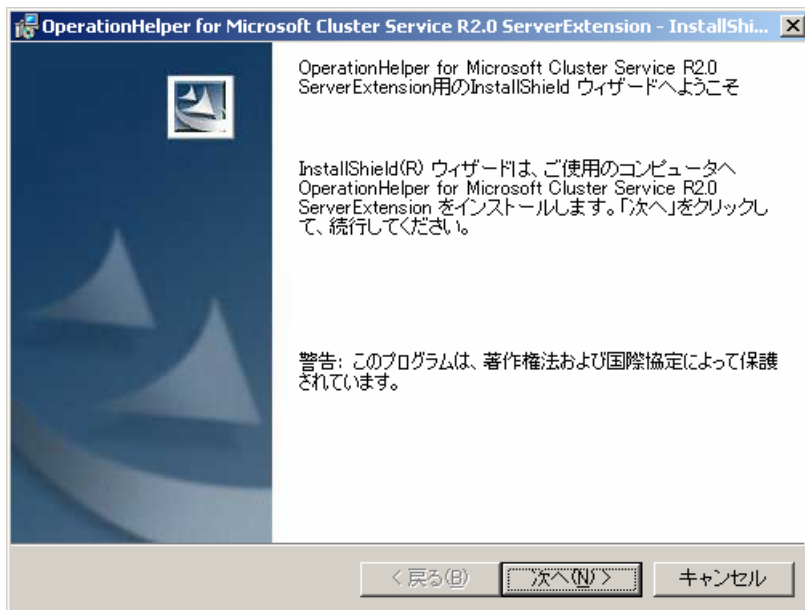 OperationHelper for Microsoft Cluster Service R2.0 ServerExtension - InstallShi...
OperationHelper for Microsoft Cluster Service R2.0
ServerExtension用のInstallShield ウィザードへようこそ
InstallShield(R) ウィザードは、ご使用のコンピュータへ
OperationHelper for Microsoft Cluster Service R2.0
ServerExtension をインストールします。「次へ」をクリックし
て、続行してください。
警告: このプログラムは、著作権法および国際協定によって保護
されています。
< 戻る(B)
次へ(N) >
キャンセル